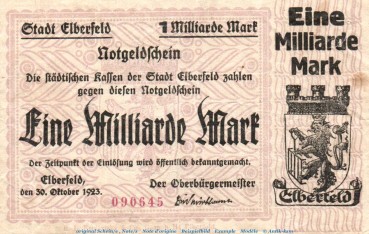 Stadt Elberfeld
1 Milliarde Mark
Notgeldschein
Die städtischen Kassen der Stadt Elberfeld zahlen
gegen diesen Notgeldschein
Eine Milliarde Mark
Der Zeitpunkt der Einlösung wird öffentlich bekanntgemacht.
Elberfeld,
den 30. Oktober 1923.
090645
Der Oberbürgermeister
Eine
Milliarde
Mark
Elberfeld